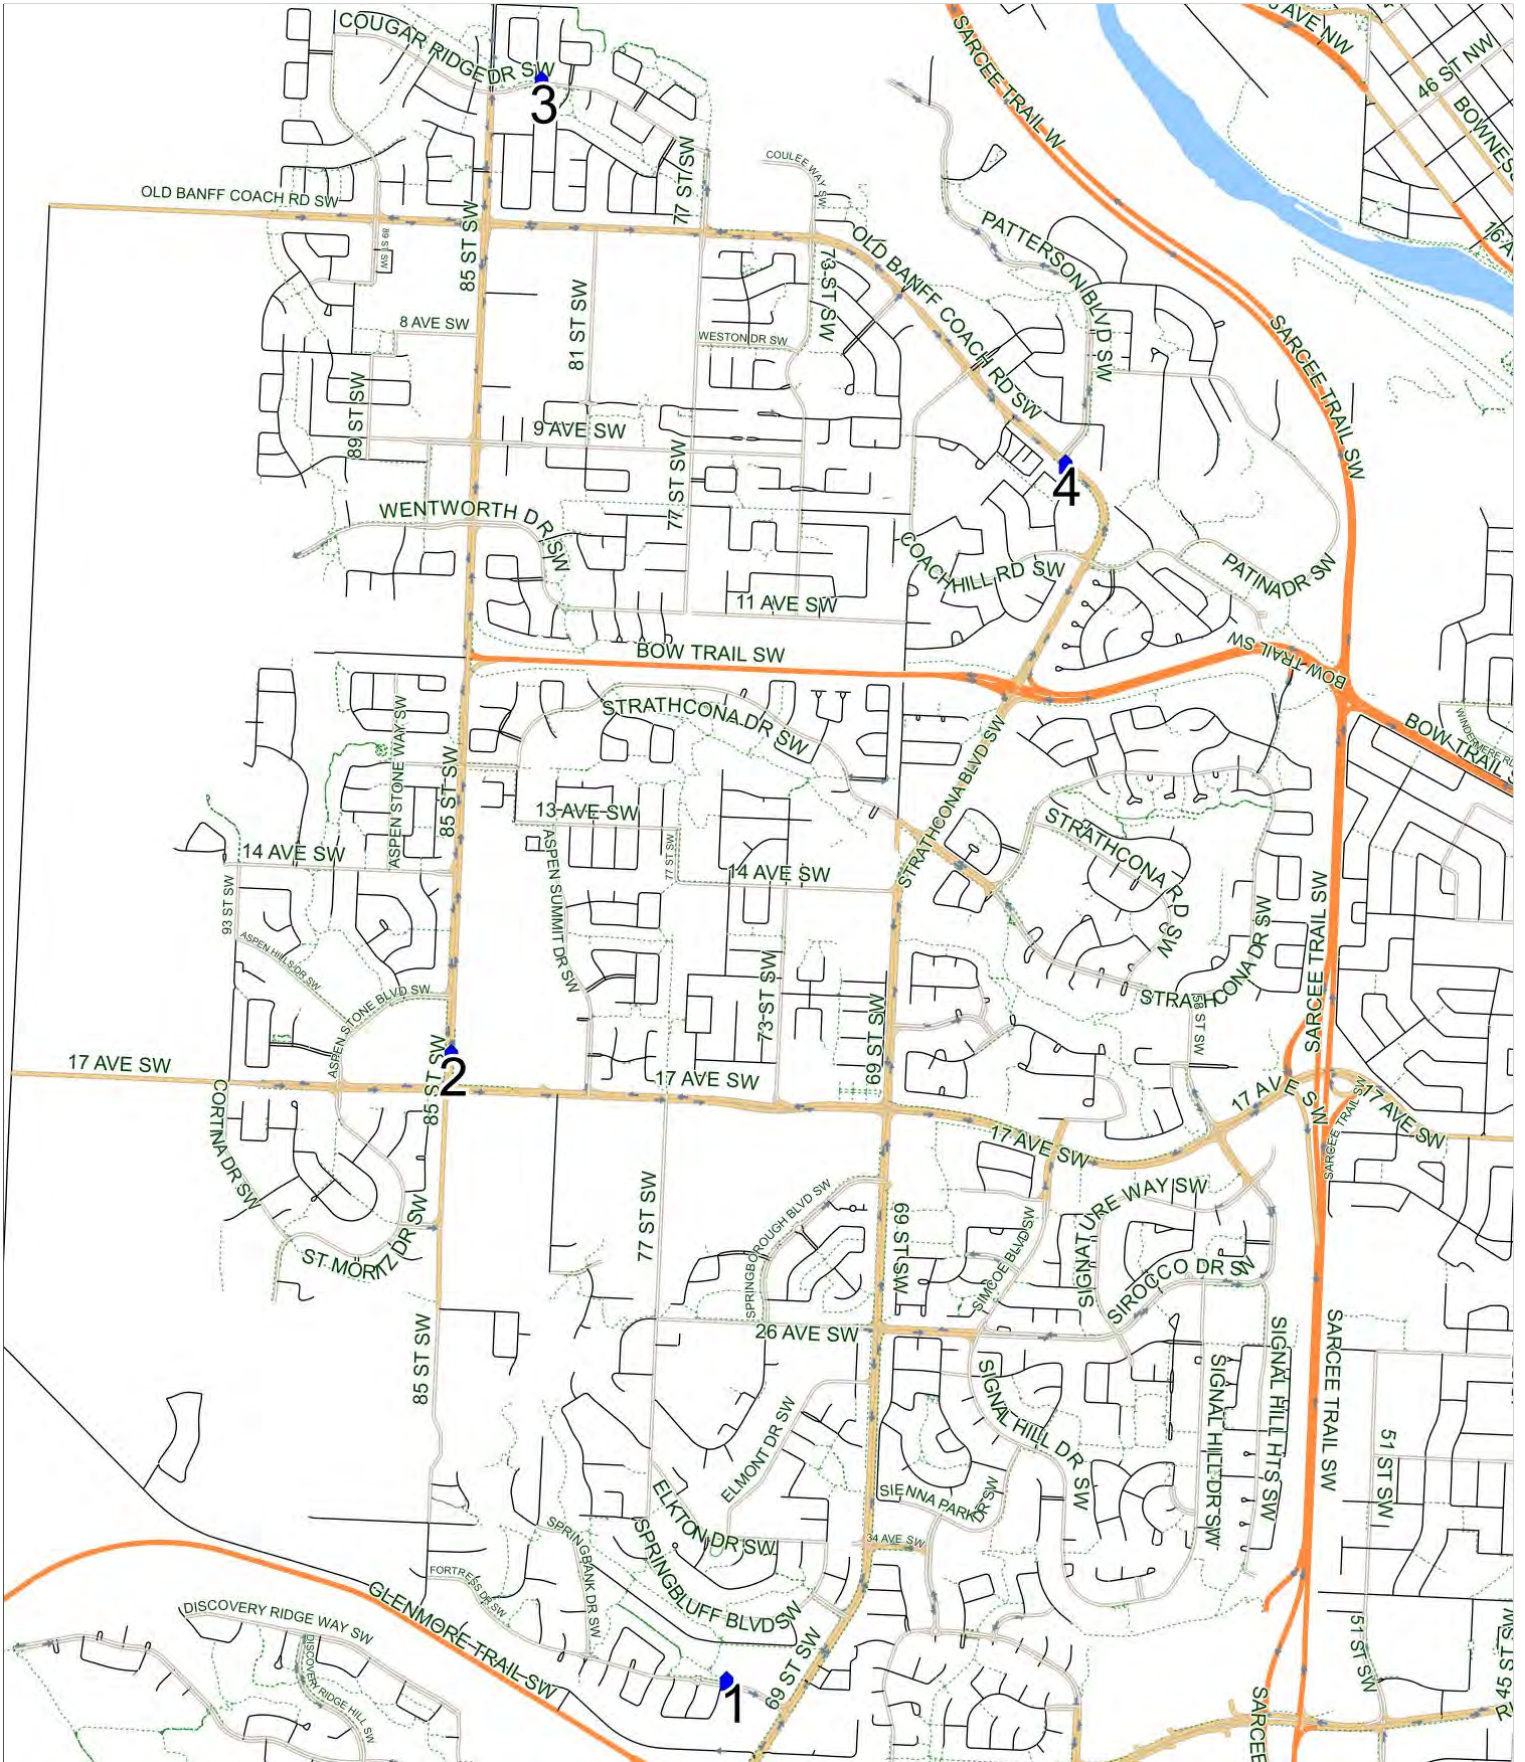 COUGAR RIDGE DR SW
3
SARCEE TRAIL W
AVE NW
46 ST NW
BOWNESS
OLD BANFF COACH RD SW
85 ST SW
77 ST SW
COULEE WAY SW
PATTERSON BLVD SW
16 A
89 ST SW
OLD BANFF COACH RD SW
73 ST SW
8 AVE SW
81 ST SW
WESTON DR SW
SARCEE TRAIL SW
89 ST SW
9 AVE SW
77 ST SW
4
WENTWORTH DR SW
COACH HILL RD SW
PATINA DR SW
11 AVE SW
BOW TRAIL SW
BOW TRAIL SW
BOW TRAIL S
WINDERMERE RD
ASPEN STONE WAY SW
85 ST SW
STRATHCONA DR SW
STRATHCONA BLVD SW
13 AVE SW
STRATHCONA RD SW
14 AVE SW
77 ST SW
14 AVE SW
93 ST SW
ASPEN SUMMIT DR SW
ASPEN HILLS DR SW
ASPEN STONE BLVD SW
73 ST SW
69 ST SW
STRATHCONA DR SW
58 ST SW
SARCEE TRAIL SW
17 AVE SW
85 ST SW
2
17 AVE SW
17 AVE SW
17 AVE SW
17 AVE SW
SARCEE TRAIL SW
CORTINA DR SW
ST MORITZ DR SW
77 ST SW
SPRINGBOROUGH BLVD SW
69 ST SW
SIMCOE BLVD SW
SIGNATURE WAY SW
SIROCCO DR SW
85 ST SW
26 AVE SW
SIGNAL HILL DR SW
SIGNAL HILL DR SW
SIGNAL HILL HTS SW
SARCEE TRAIL SW
51 ST SW
ELMONT DR SW
SIENNA PARK DR SW
ELKTON DR SW
34 AVE SW
SPRINGBANK DR SW
SPRINGBLUFF BLVD SW
FORTRESS DR SW
GLENMORE TRAIL SW
DISCOVERY RIDGE WAY SW
DISCOVERY RIDGE HILL SW
1
69 ST SW
51 ST SW
45 ST SW
SARCEE